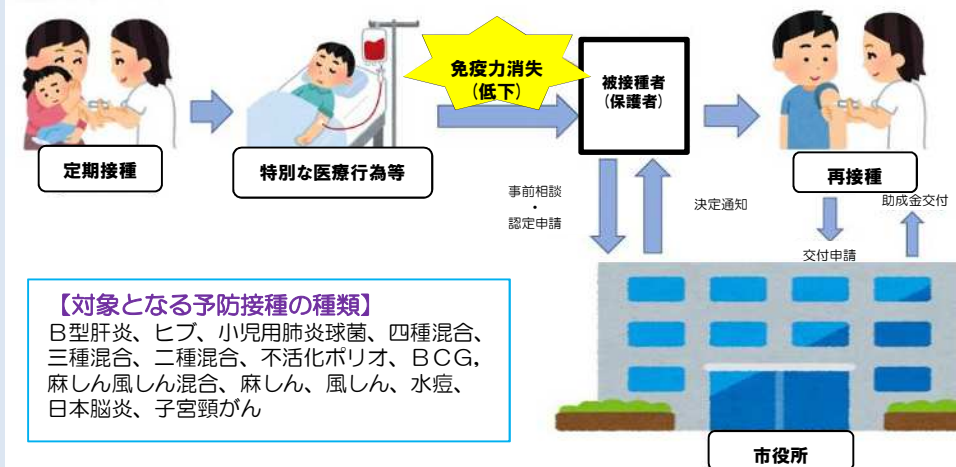 免疫力消失
(低下)
被接種者
(保護者)
定期接種
特別な医療行為等
再接種
事前相談
・
認定申請
決定通知
助成金交付
交付申請
【対象となる予防接種の種類】
Ｂ型肝炎、ヒブ、小児用肺炎球菌、四種混合、
三種混合、二種混合、不活化ポリオ、ＢＣＧ,
麻しん風しん混合、麻しん、風しん、水痘、
日本脳炎、子宮頸がん
市役所